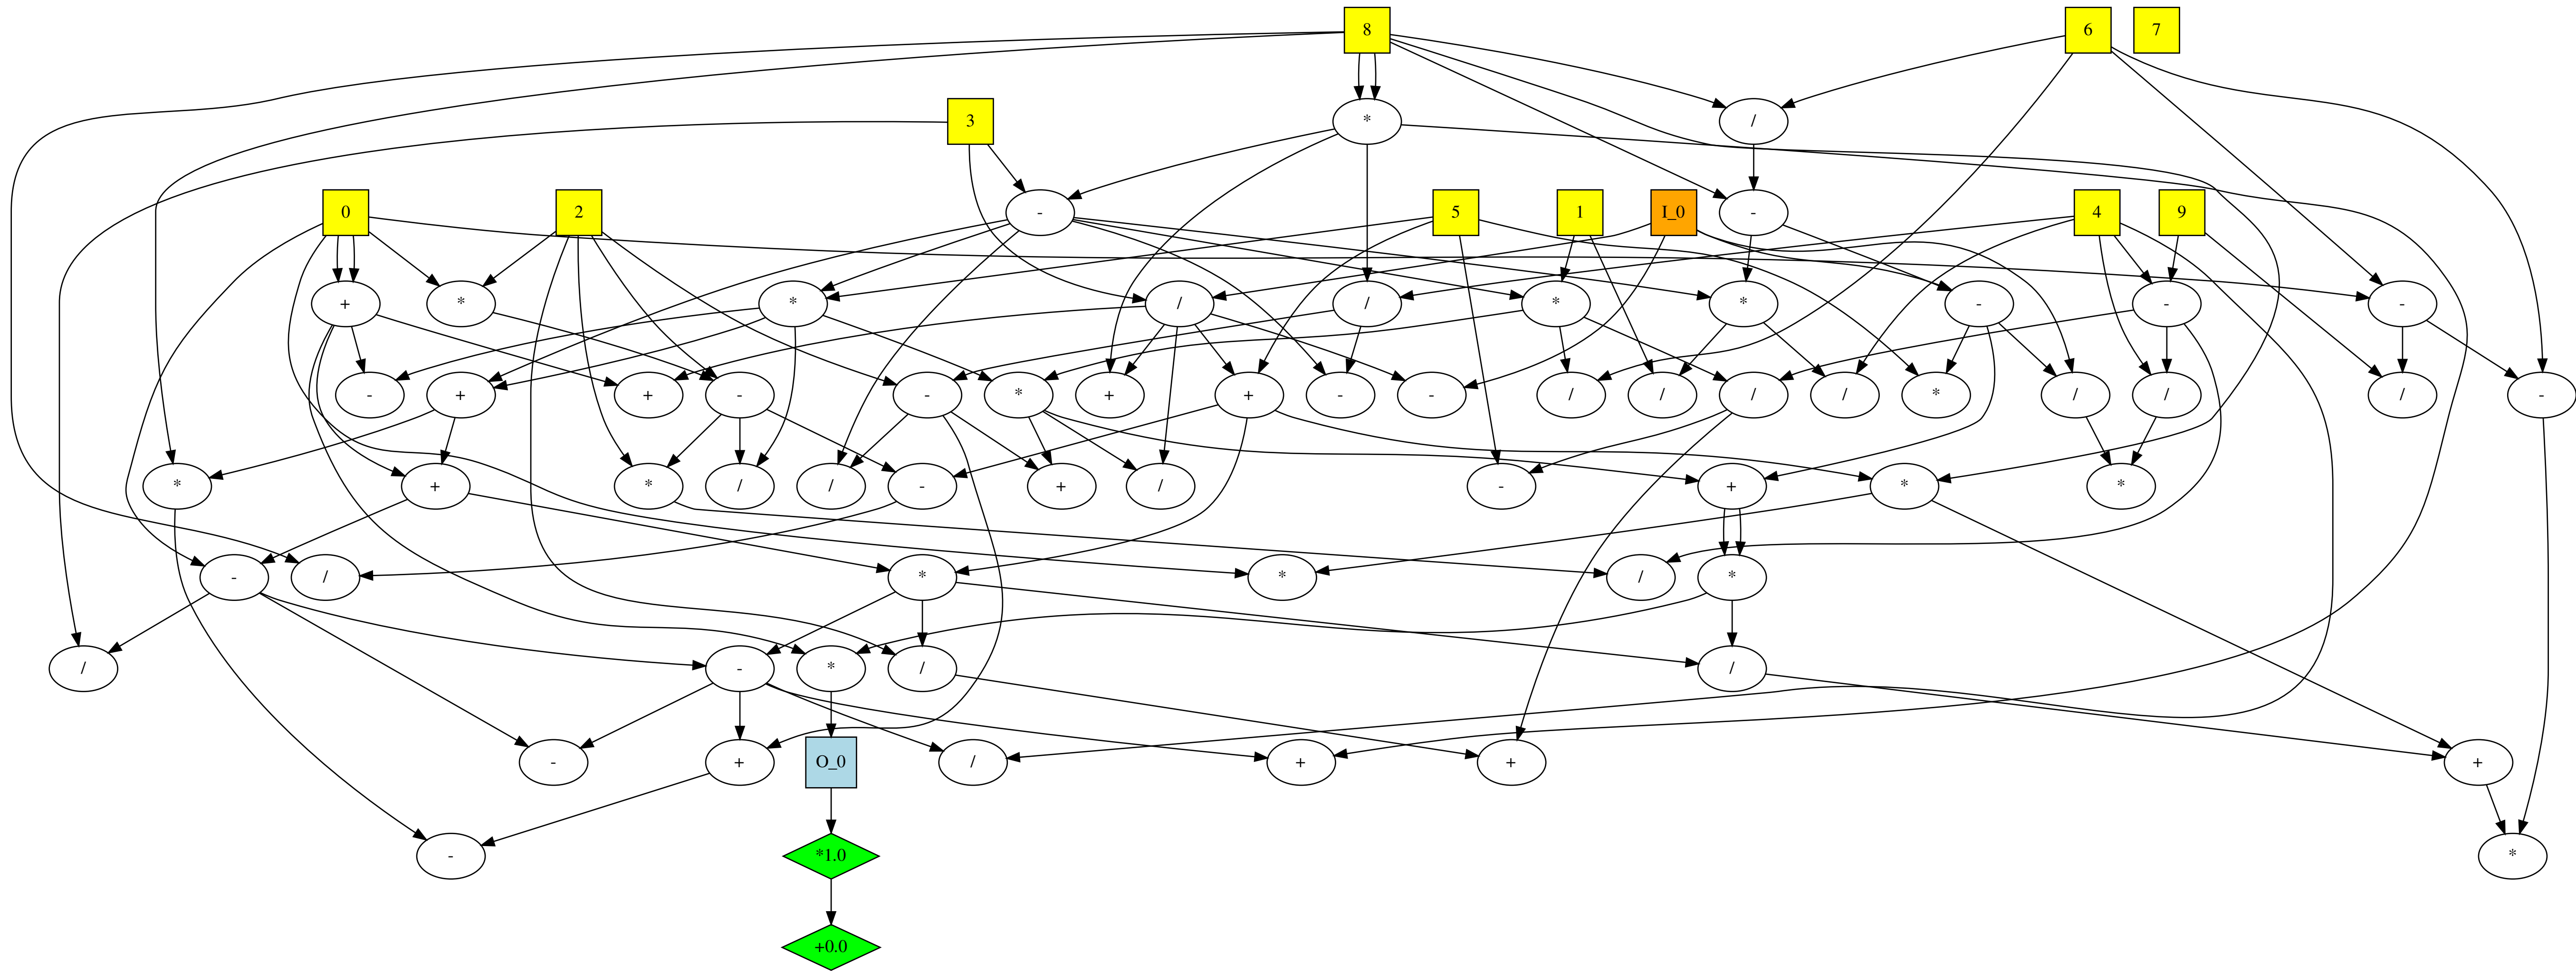 8 6 7
3 * /
0 2 - 5 1 I_0 - 4 9
+ * * / / * * - - -
- + + - - * + + - - / / / / * / / / -
* + * / / - + / - + * *
- / * * / *
/ - * / /
- + O_0 / + + +
- *1.0 *
+0.0